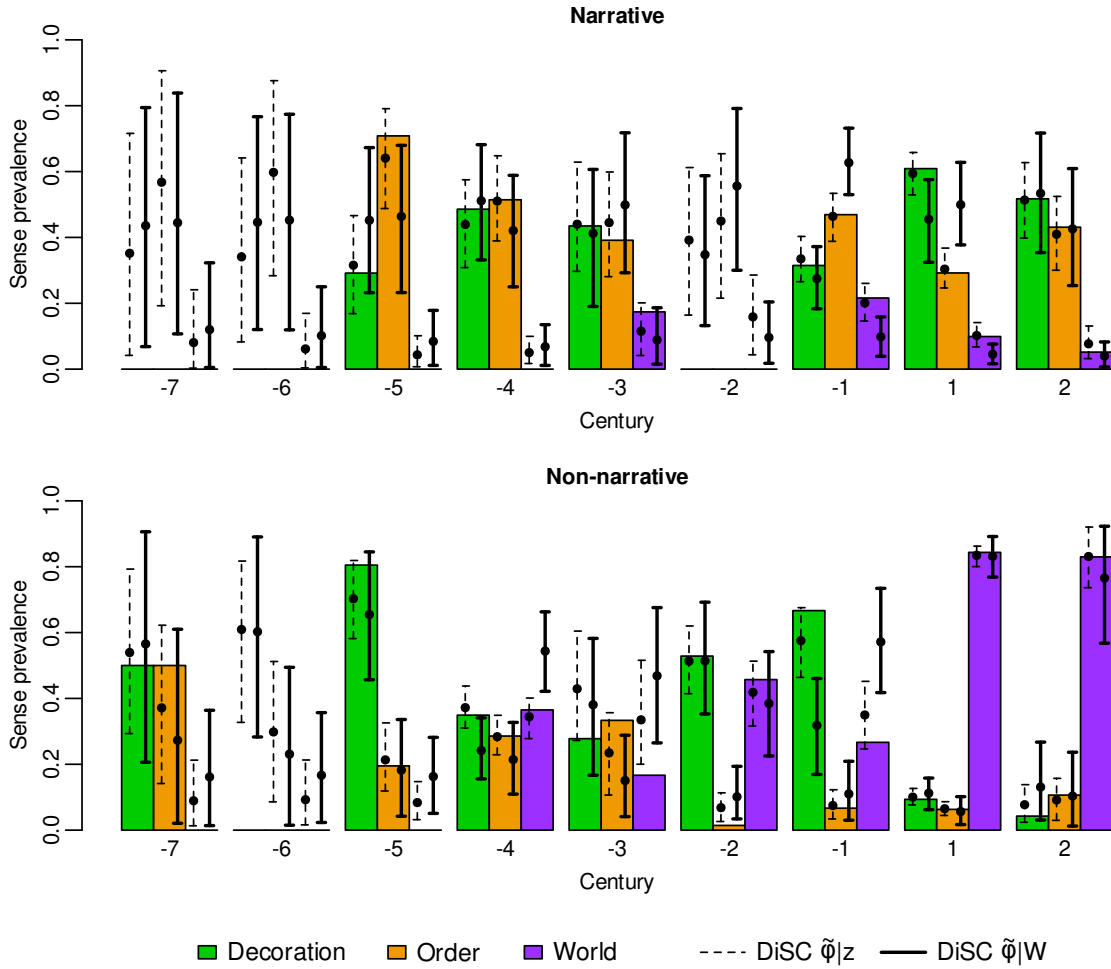 Narrative
Sense prevalence
0.0 0.2 0.4 0.6 0.8 1.0
-7 -6 -5 -4 -3 -2 -1 1 2
Century
Non-narrative
Sense prevalence
0.0 0.2 0.4 0.6 0.8 1.0
-7 -6 -5 -4 -3 -2 -1 1 2
Century
Decoration Order World DiSC φ̃|z DiSC φ̃|W